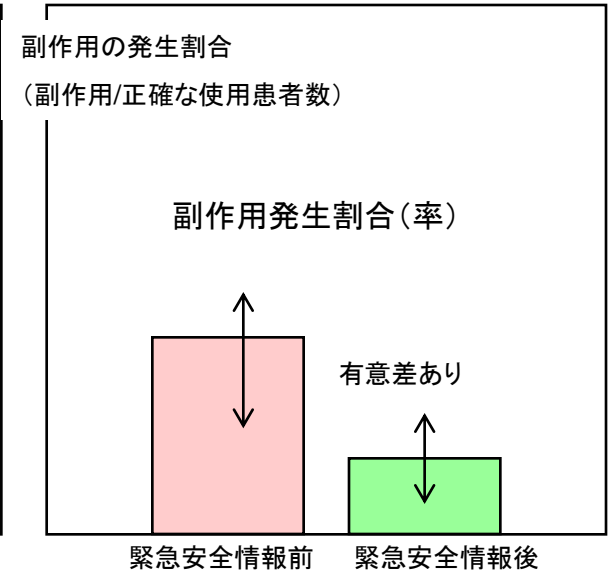 副作用の発生割合
（副作用/正確な使用患者数）
副作用発生割合（率）
有意差あり
緊急安全情報前
緊急安全情報後